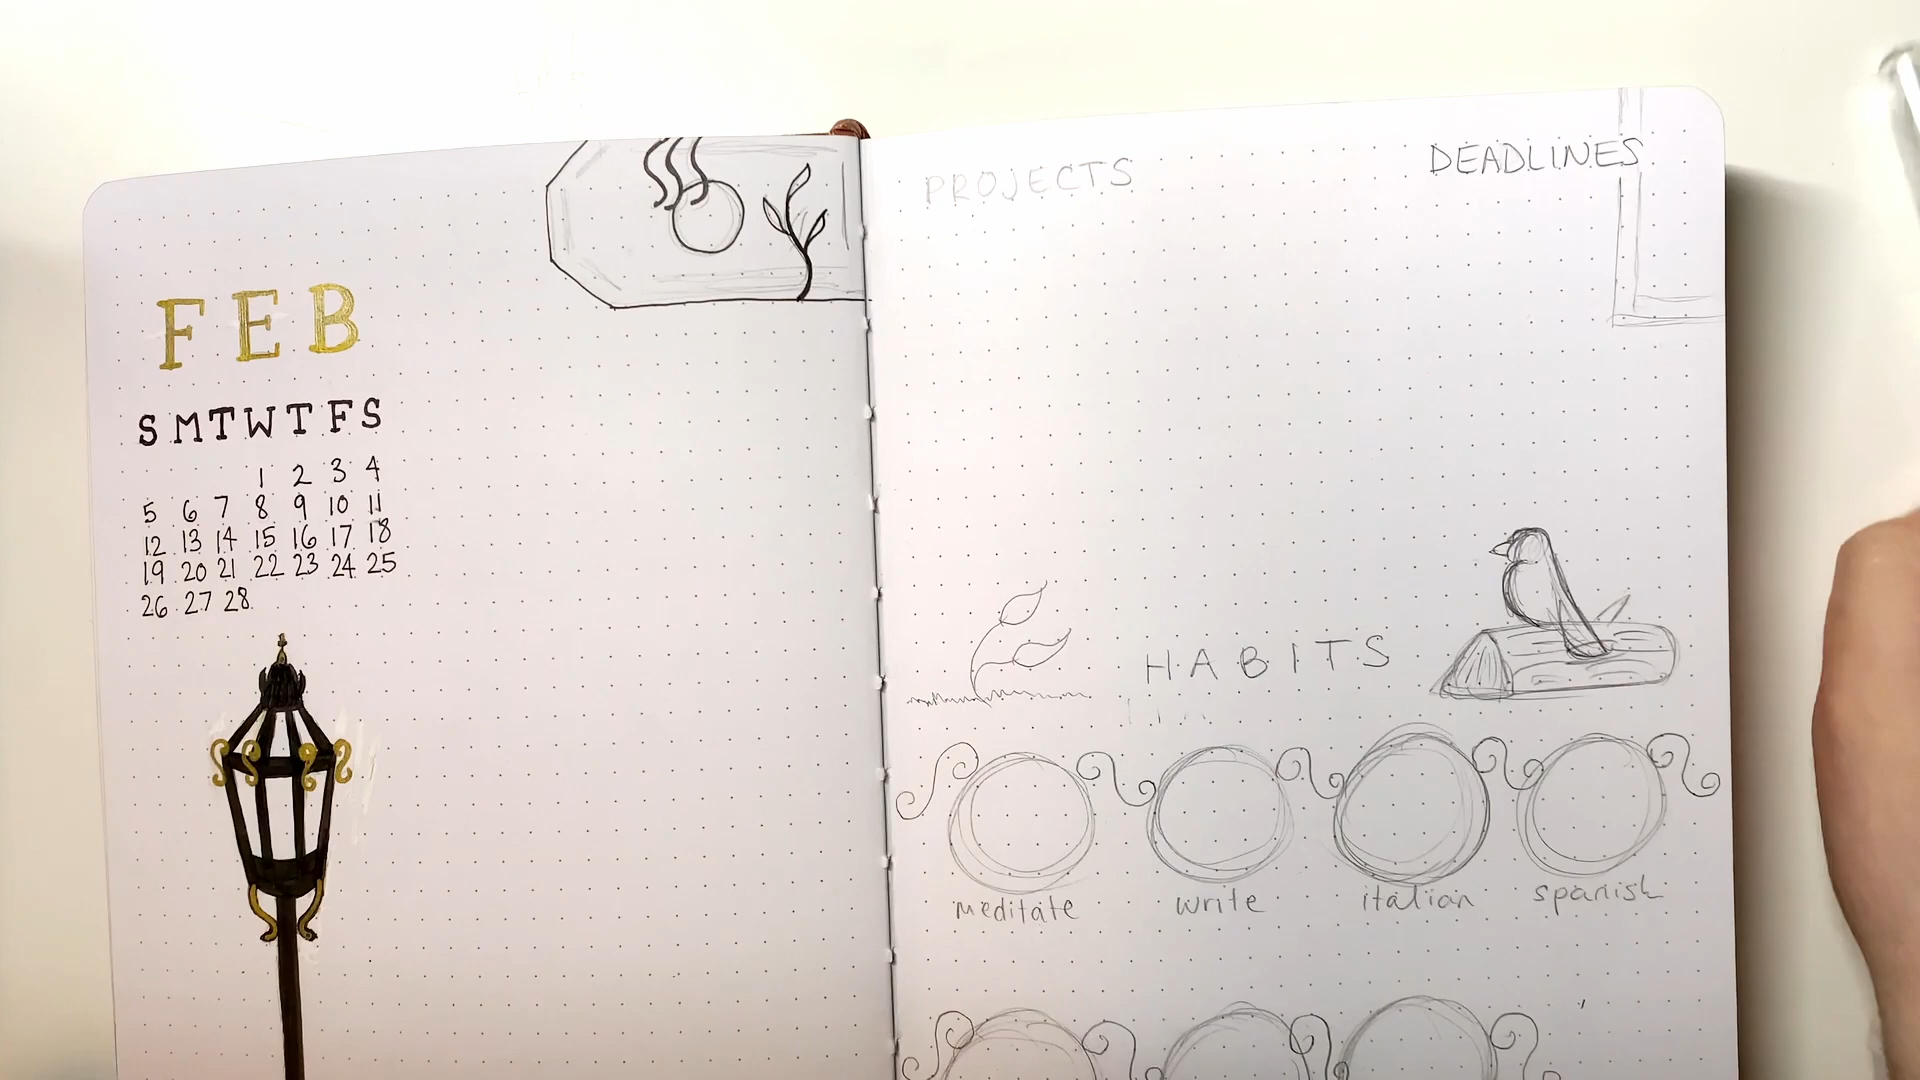 FEB
S M T W T F S
1 2 3 4
5 6 7 8 9 10 11
12 13 14 15 16 17 18
19 20 21 22 23 24 25
26 27 28
PROJECTS
DEADLINES
HABITS
meditate write italian spanish